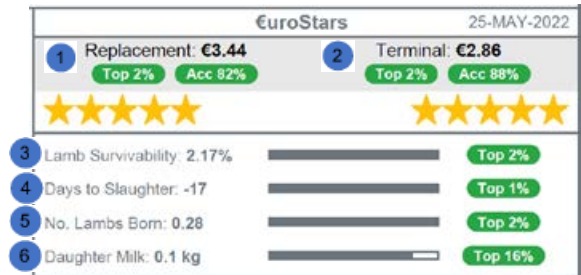 €uroStars 25-MAY-2022
1 Replacement: €3.44 2 Terminal: €2.86
Top 2% Acc 82% Top 2% Acc 88%
3 Lamb Survivability: 2.17% Top 2%
4 Days to Slaughter: -17 Top 1%
5 No. Lambs Born: 0.28 Top 2%
6 Daughter Milk: 0.1 kg Top 16%